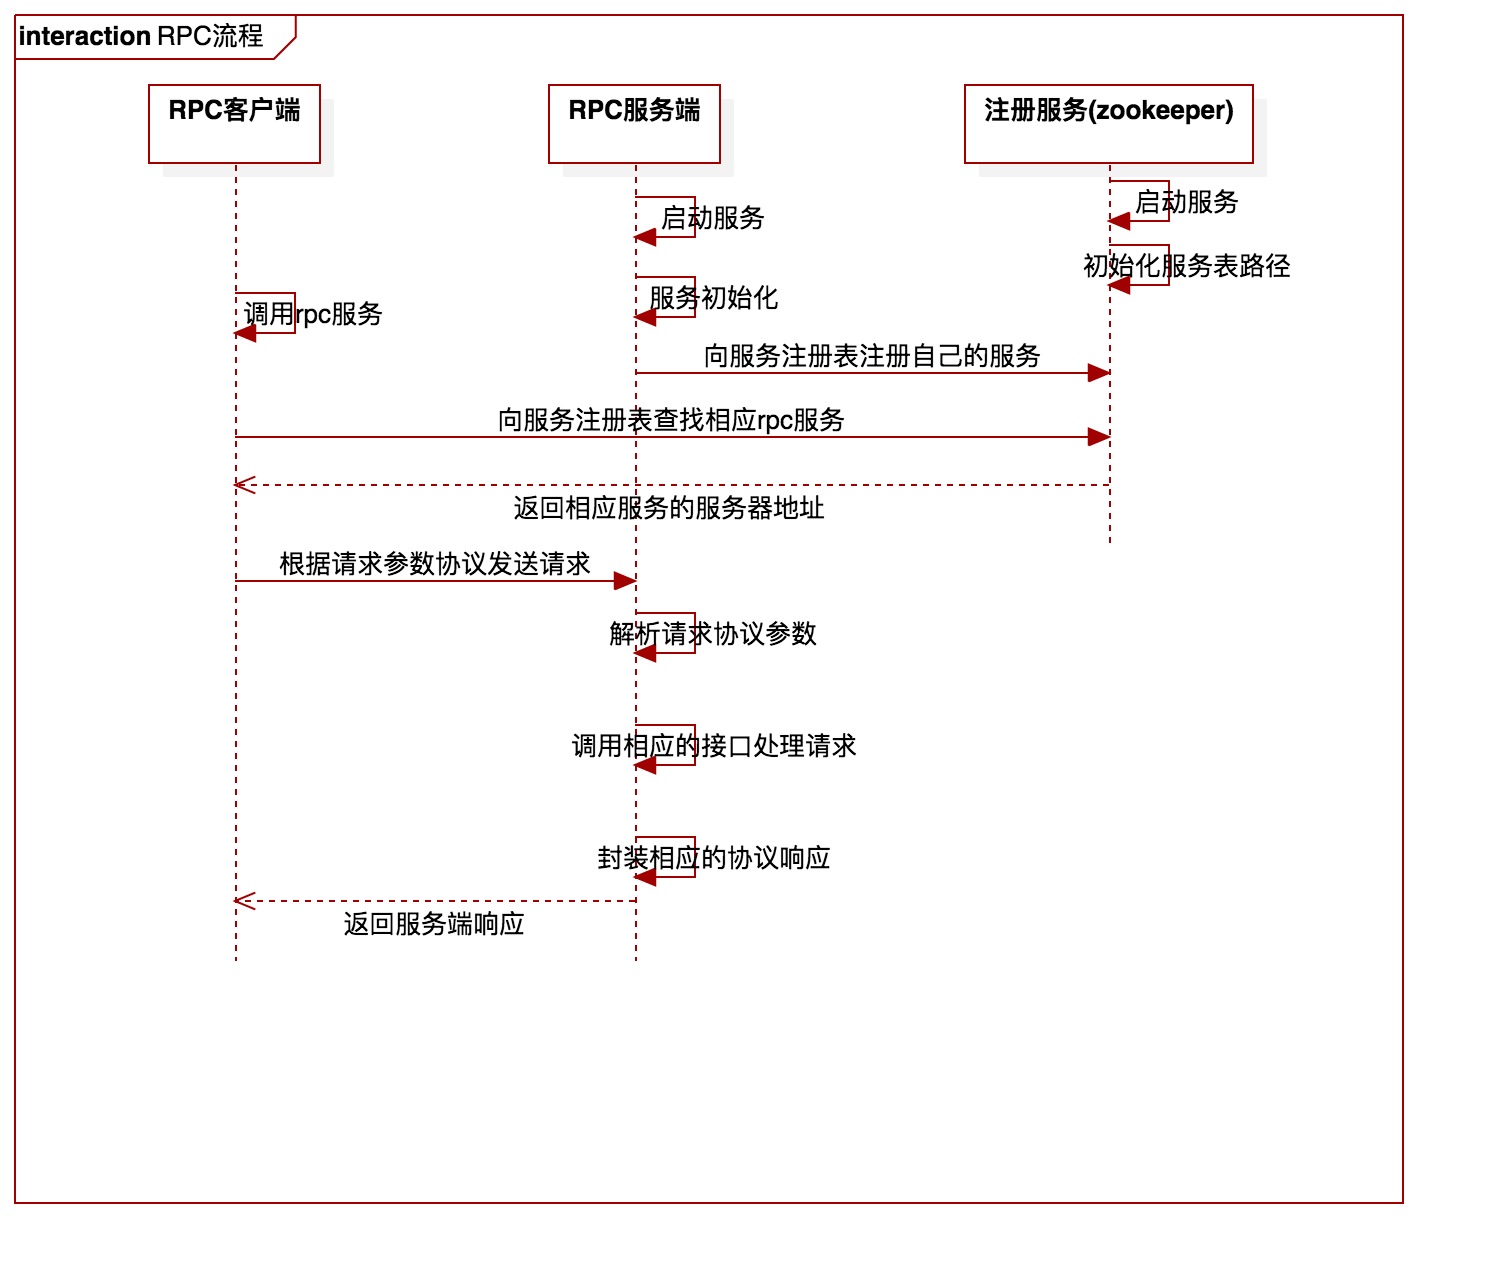 interaction RPC流程
RPC客户端
RPC服务端
注册服务(zookeeper)
启动服务
启动服务
初始化服务表路径
服务初始化
调用rpc服务
向服务注册表注册自己的服务
向服务注册表查找相应rpc服务
返回相应服务的服务器地址
根据请求参数协议发送请求
解析请求协议参数
调用相应的接口处理请求
封装相应的协议响应
返回服务端响应